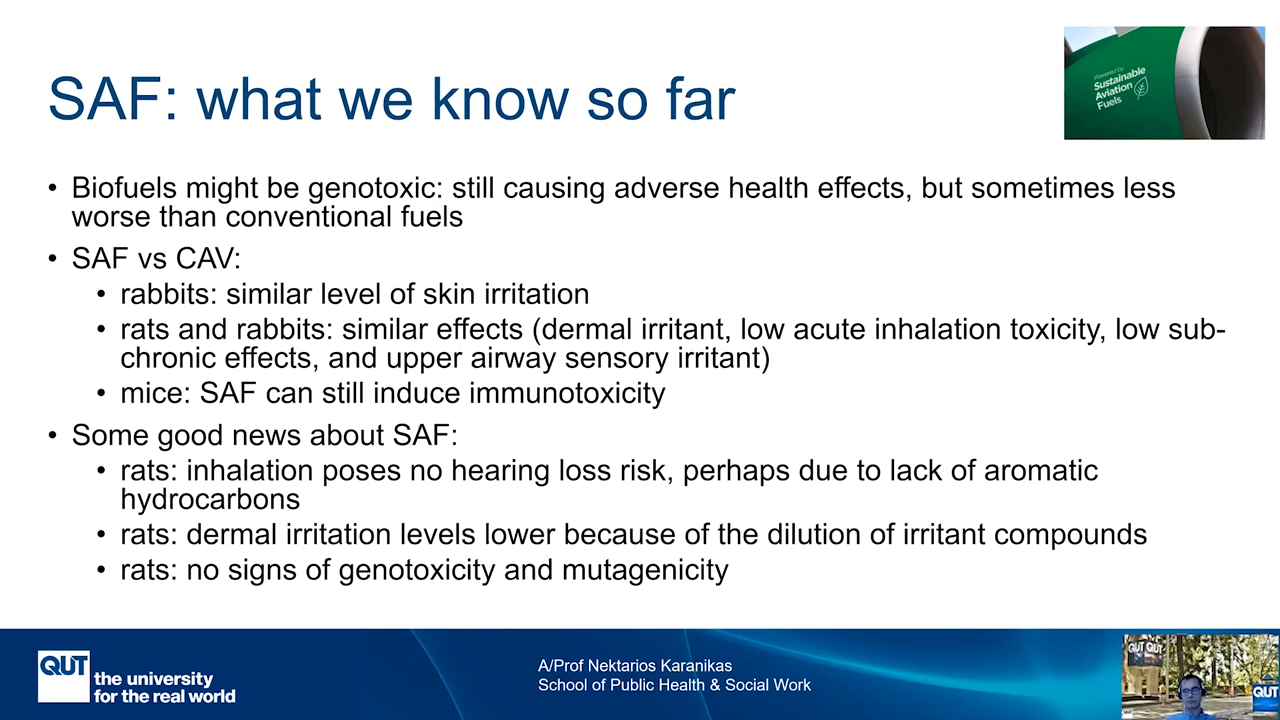 SAF: what we know so far
Powered by
Sustainable
Aviation
Fuels
• Biofuels might be genotoxic: still causing adverse health effects, but sometimes less
worse than conventional fuels
• SAF vs CAV:
• rabbits: similar level of skin irritation
• rats and rabbits: similar effects (dermal irritant, low acute inhalation toxicity, low sub-
chronic effects, and upper airway sensory irritant)
• mice: SAF can still induce immunotoxicity
• Some good news about SAF:
• rats: inhalation poses no hearing loss risk, perhaps due to lack of aromatic
hydrocarbons
• rats: dermal irritation levels lower because of the dilution of irritant compounds
• rats: no signs of genotoxicity and mutagenicity
QUT
the university
for the real world
A/Prof Nektarios Karanikas
School of Public Health & Social Work
QUT QUT
QUT
QUT